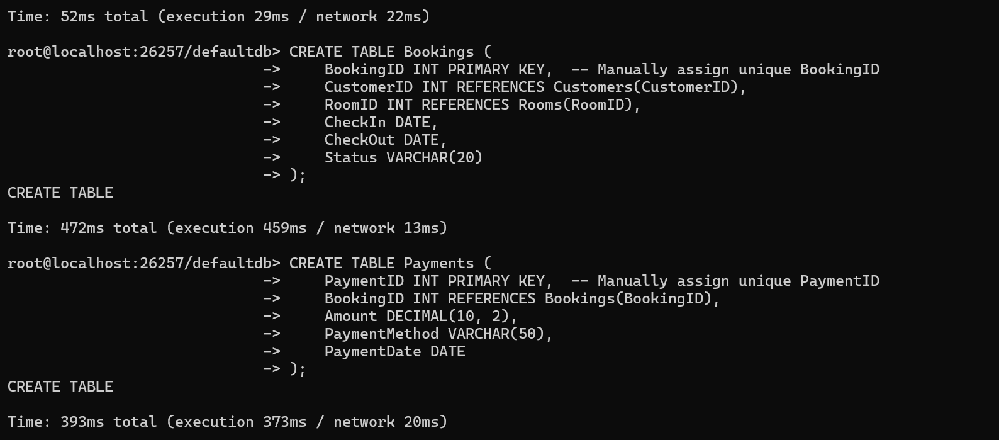 Time: 52ms total (execution 29ms / network 22ms)
root@localhost:26257/defaultdb> CREATE TABLE Bookings (
-> BookingID INT PRIMARY KEY, -- Manually assign unique BookingID
-> CustomerID INT REFERENCES Customers(CustomerID),
-> RoomID INT REFERENCES Rooms(RoomID),
-> CheckIn DATE,
-> CheckOut DATE,
-> Status VARCHAR(20)
-> );
CREATE TABLE
Time: 472ms total (execution 459ms / network 13ms)
root@localhost:26257/defaultdb> CREATE TABLE Payments (
-> PaymentID INT PRIMARY KEY, -- Manually assign unique PaymentID
-> BookingID INT REFERENCES Bookings(BookingID),
-> Amount DECIMAL(10, 2),
-> PaymentMethod VARCHAR(50),
-> PaymentDate DATE
-> );
CREATE TABLE
Time: 393ms total (execution 373ms / network 20ms)